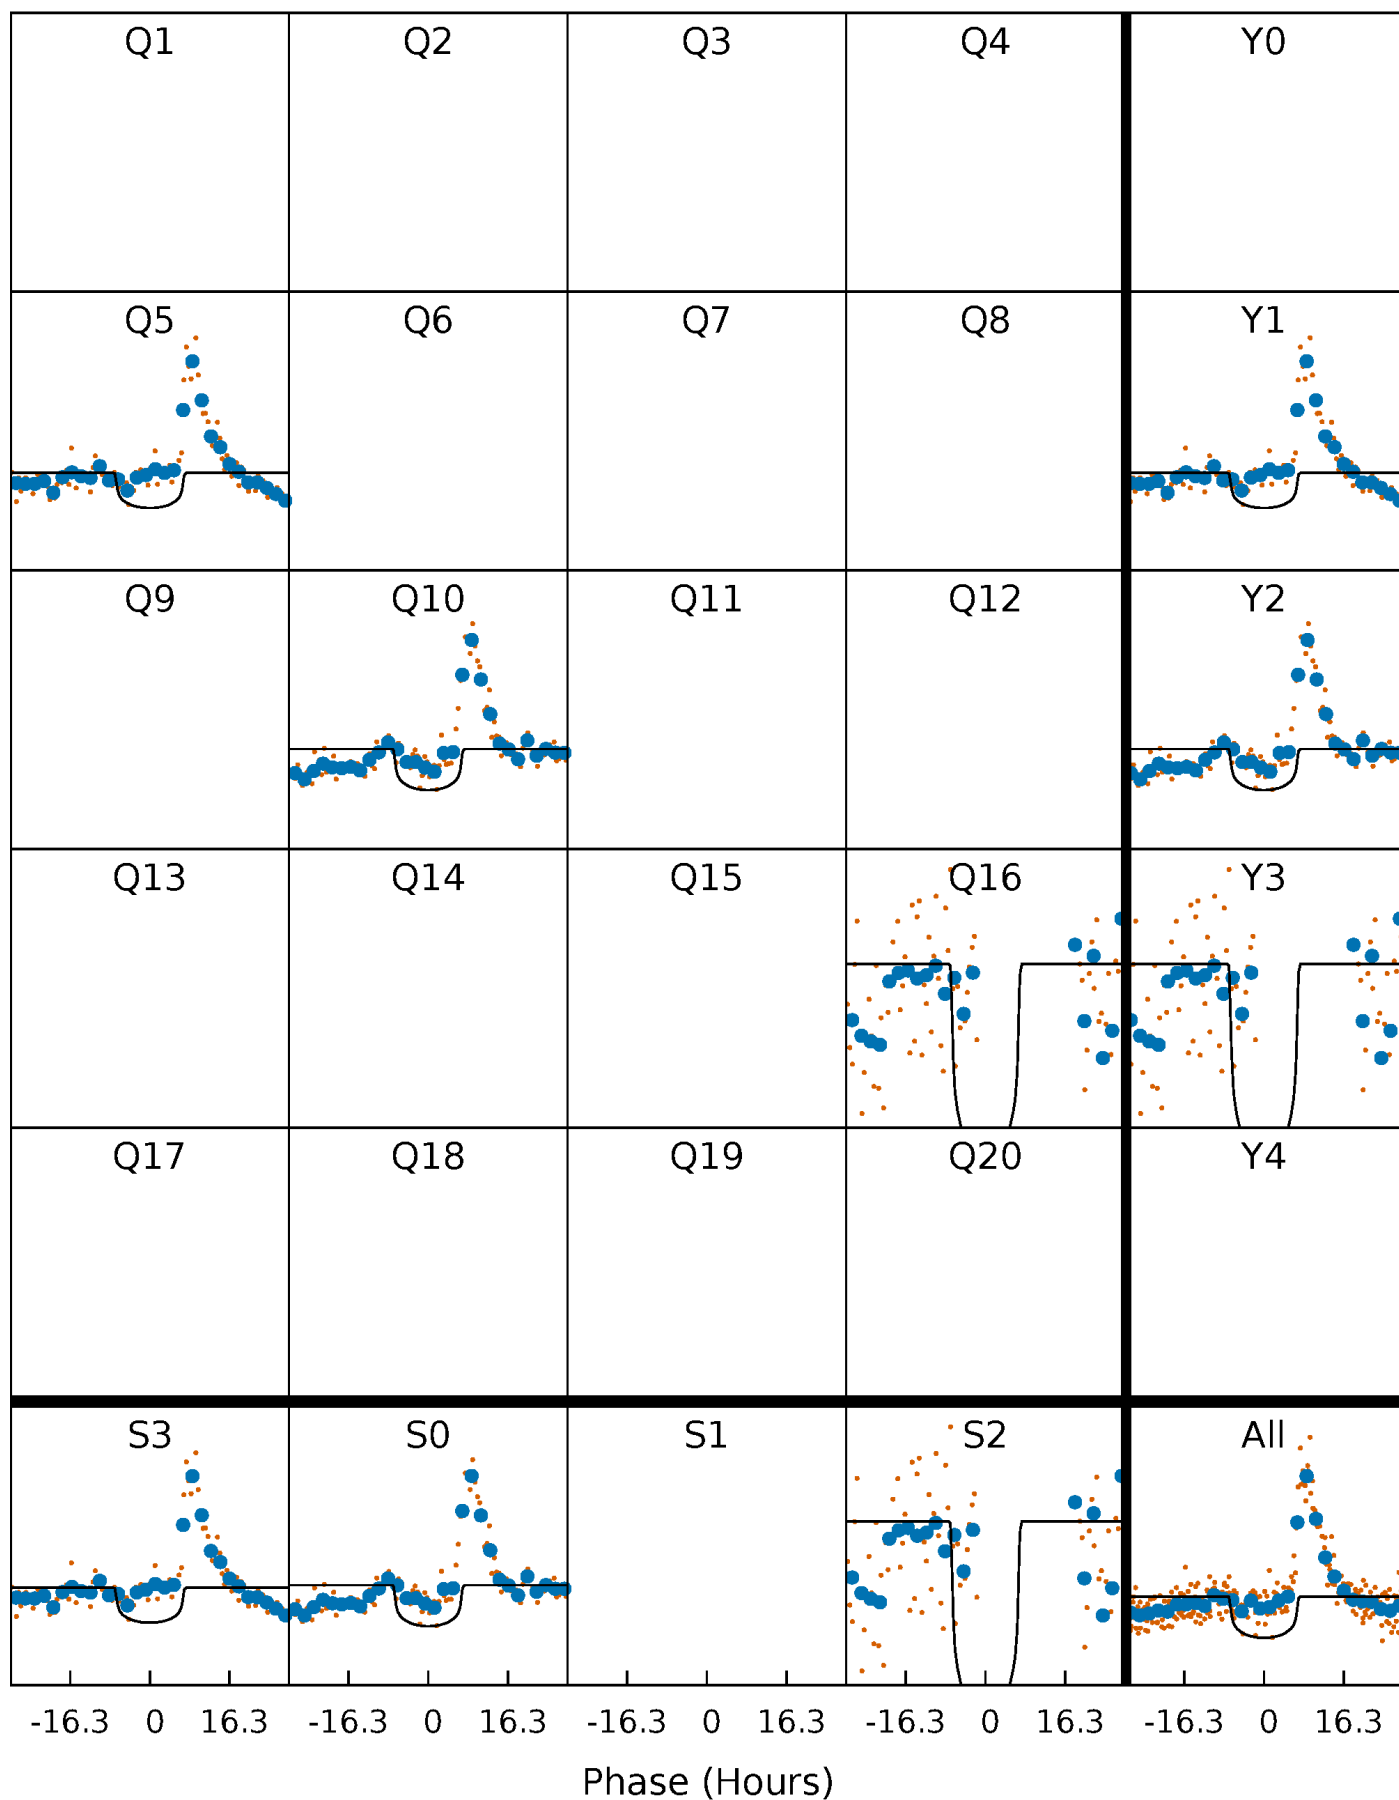 Q1 Q2 Q3 Q4 Y0
Q5 Q6 Q7 Q8 Y1
Q9 Q10 Q11 Q12 Y2
Q13 Q14 Q15 Q16 Y3
Q17 Q18 Q19 Q20 Y4
S3 S0 S1 S2 All
-16.3 0 16.3 -16.3 0 16.3 -16.3 0 16.3 -16.3 0 16.3 -16.3 0 16.3
Phase (Hours)